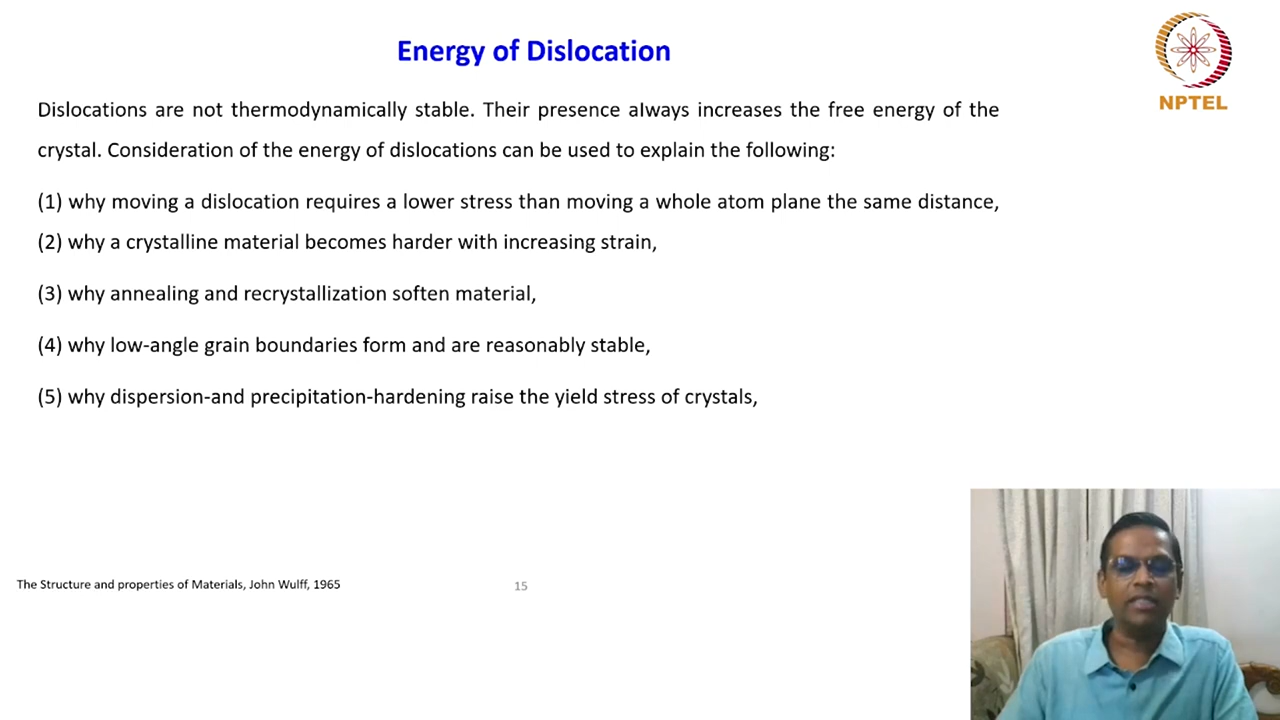 Energy of Dislocation
NPTEL
Dislocations are not thermodynamically stable. Their presence always increases the free energy of the
crystal. Consideration of the energy of dislocations can be used to explain the following:
(1) why moving a dislocation requires a lower stress than moving a whole atom plane the same distance,
(2) why a crystalline material becomes harder with increasing strain,
(3) why annealing and recrystallization soften material,
(4) why low-angle grain boundaries form and are reasonably stable,
(5) why dispersion-and precipitation-hardening raise the yield stress of crystals,
The Structure and properties of Materials, John Wulff, 1965
15